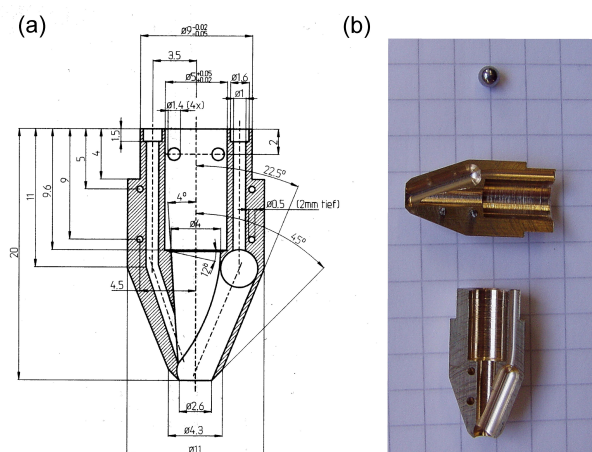 (a)
(b)
ø9-0.02
-0.05
3.5
ø5+0.05
+0.02
ø1.6
ø1
ø1.4 (4x)
1.5
2
4
5
9
9.6
11
20
22.5°
4°
ø0.5 (2mm tief)
ø4
45°
12°
4.5
ø2.6
ø4.3
ø11